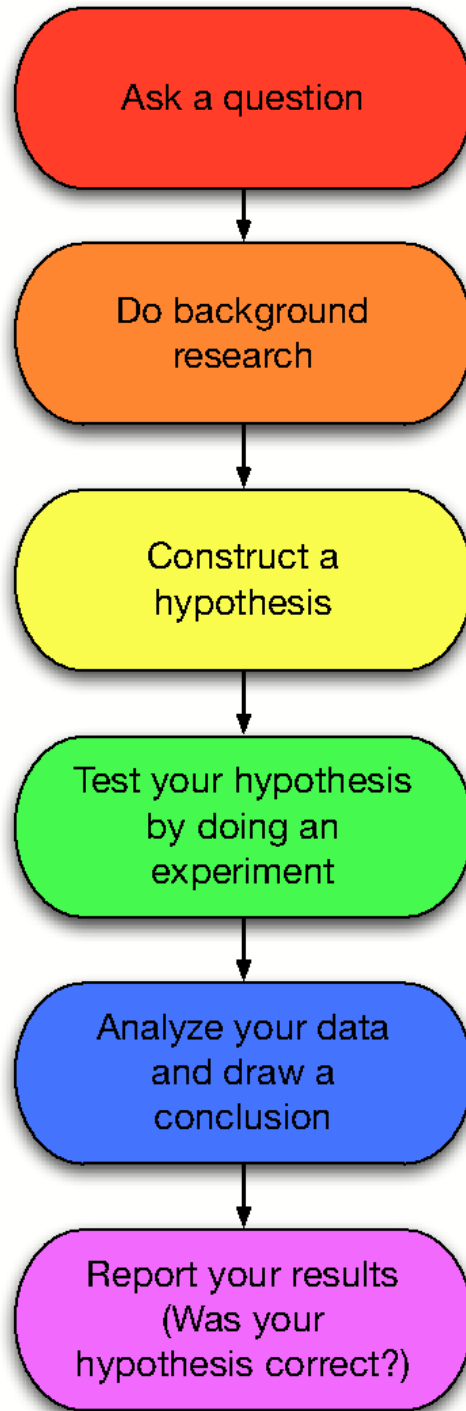 Ask a question
Do background
research
Construct a
hypothesis
Test your hypothesis
by doing an
experiment
Analyze your data
and draw a
conclusion
Report your results
(Was your
hypothesis correct?)